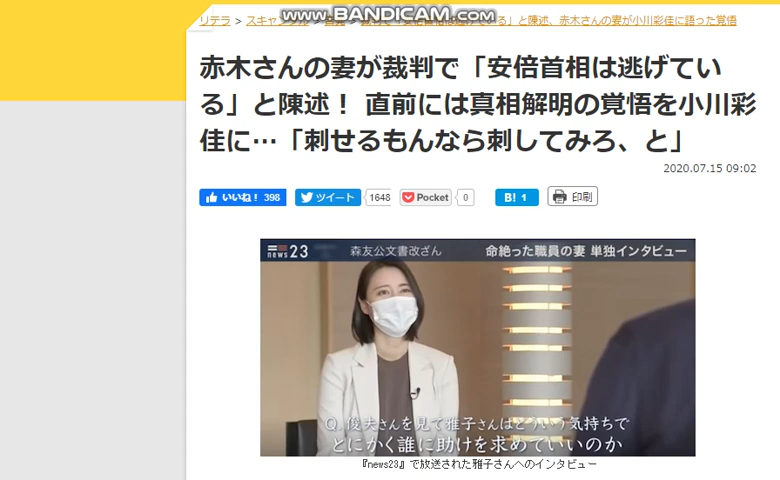 www.BANDICAM.com
リテラ > スキャンダル > で「安倍首相は逃げている」と陳述、赤木さんの妻が小川彩佳に語った覚悟
赤木さんの妻が裁判で「安倍首相は逃げてい
る」と陳述！ 直前には真相解明の覚悟を小川彩
佳に…「刺せるもんなら刺してみろ、と」
2020.07.15 09:02
いいね！ 398 ツイート 1648 Pocket 0 B! 1 印刷
news23 森友公文書改ざん 命絶った職員の妻 単独インタビュー
Q. 俊夫さんを見て雅子さんはどういう気持ちで
とにかく誰に助けを求めていいのか
『news23』で放送された雅子さんへのインタビュー